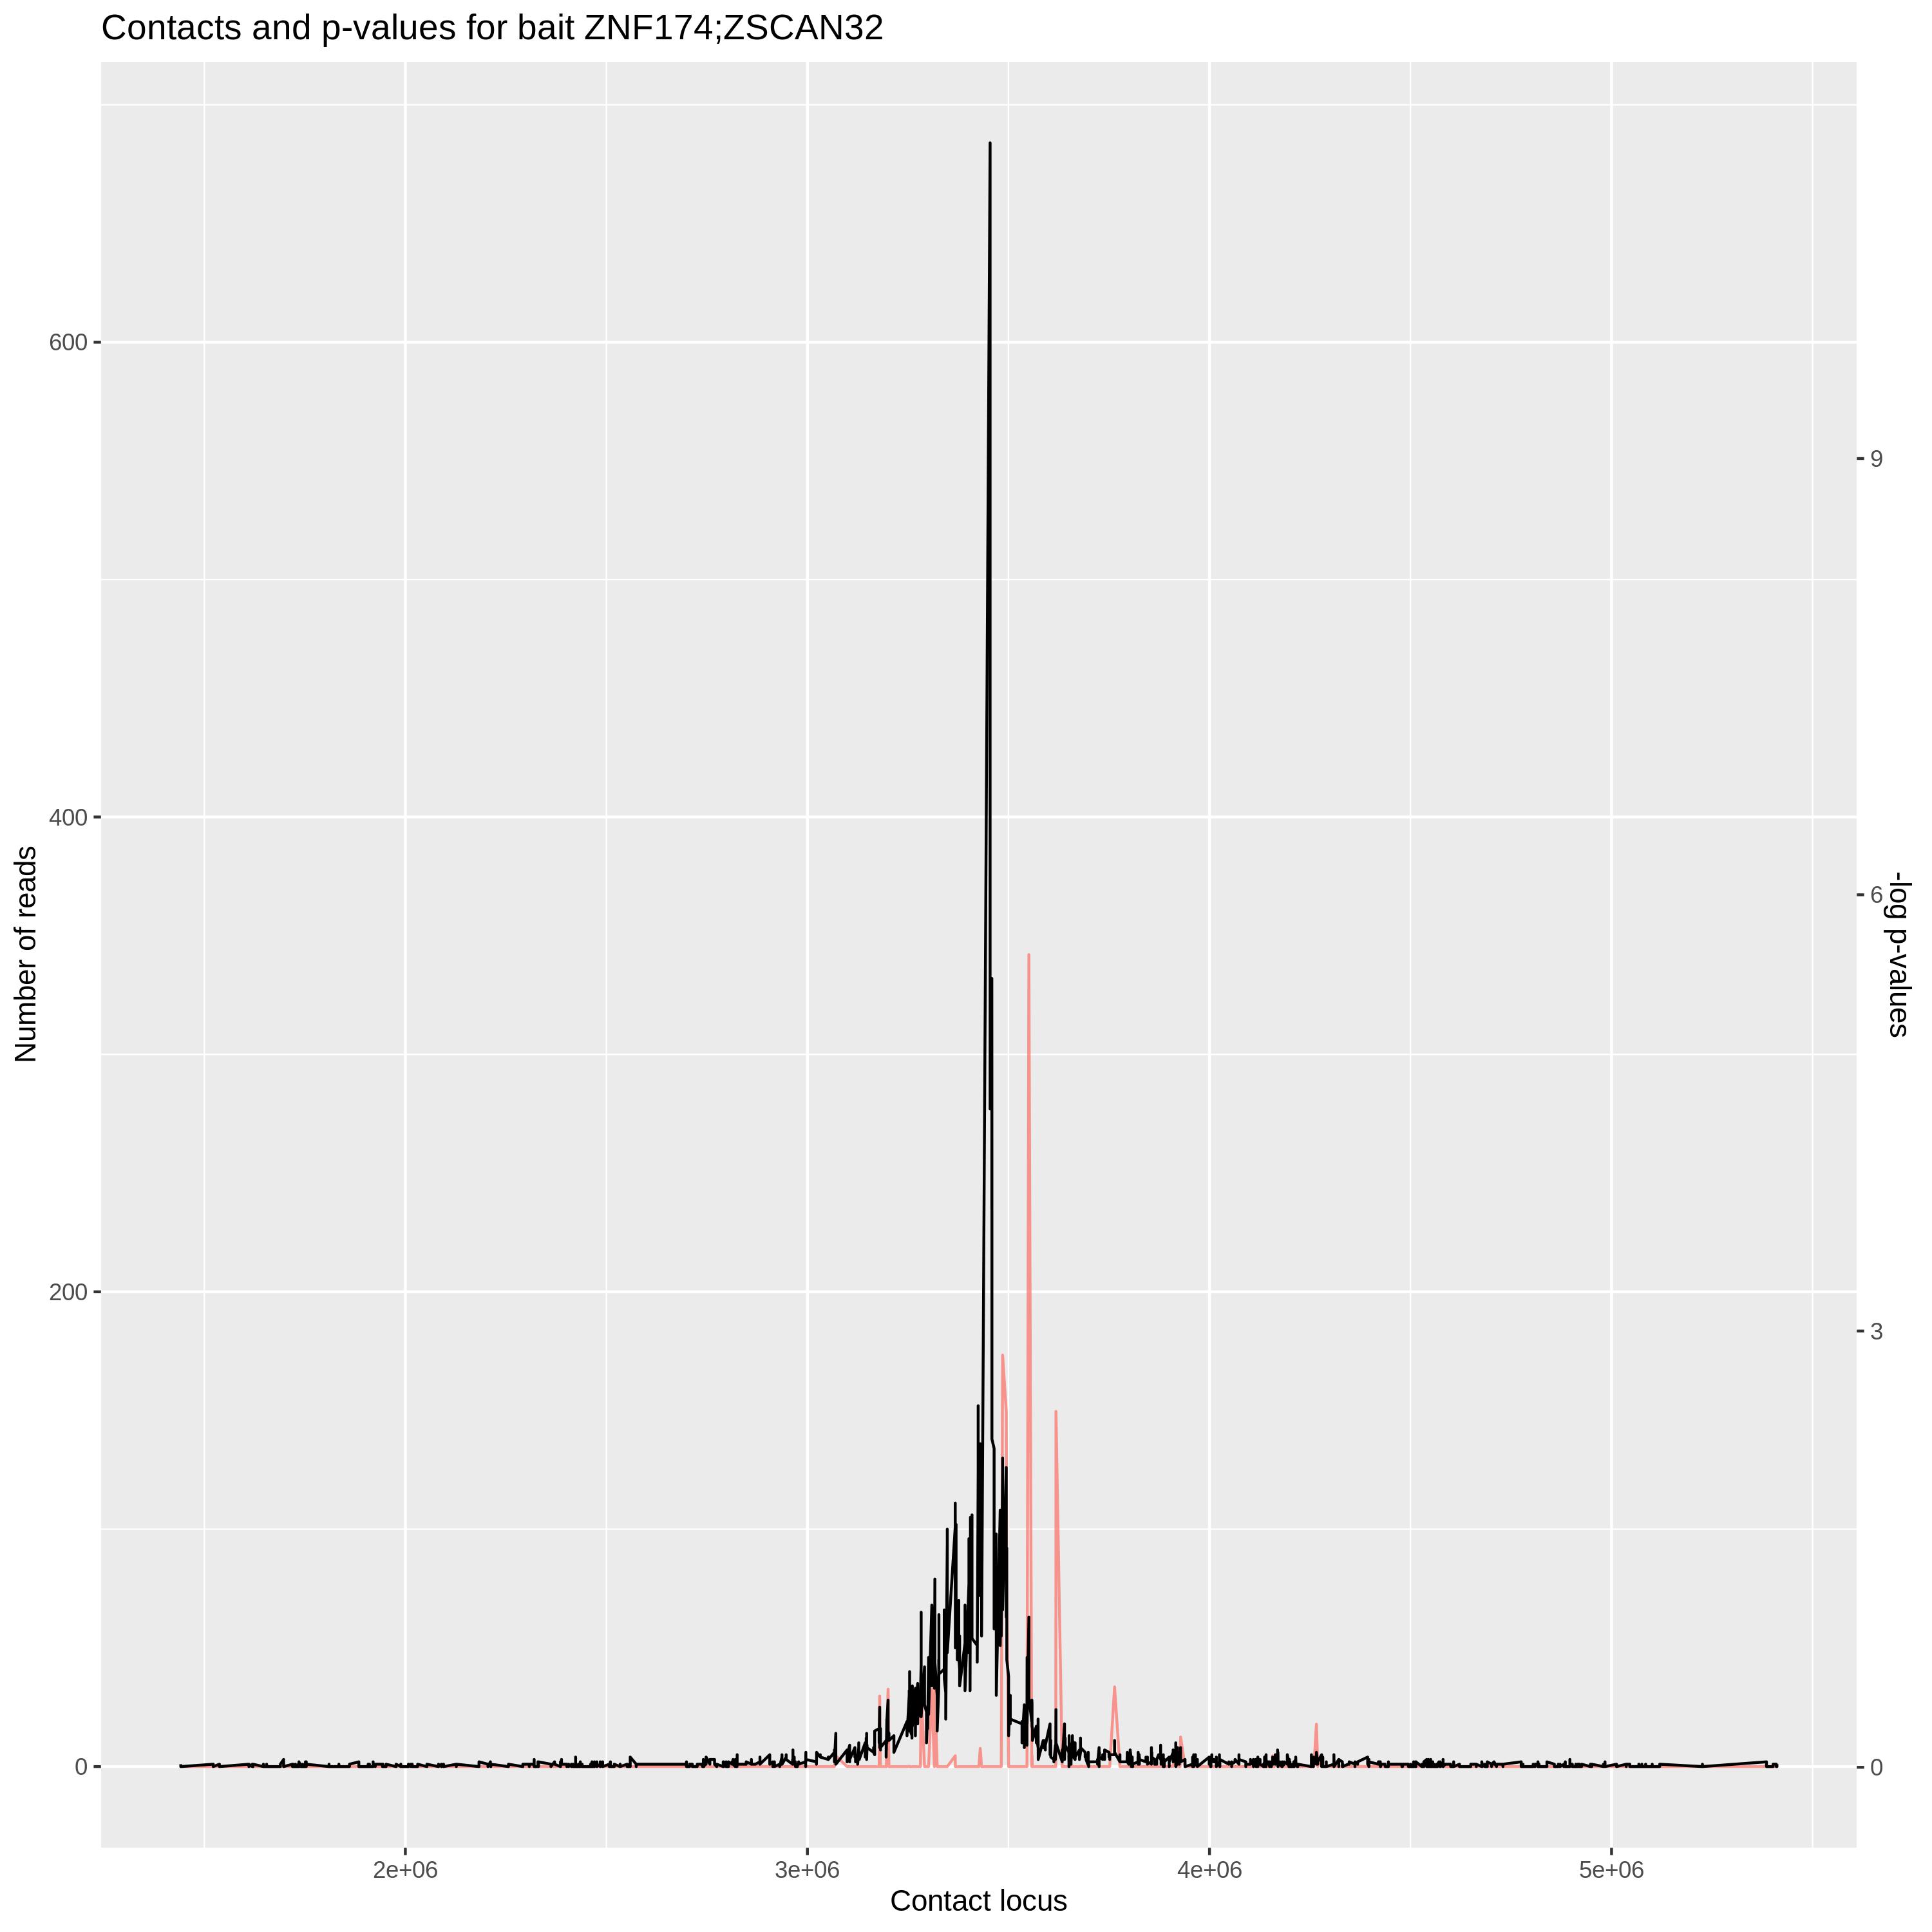 Contacts and p-values for bait ZNF174;ZSCAN32
Number of reads
600
400
200
0
9
6
3
0
-log p-values
2e+06
3e+06
4e+06
5e+06
Contact locus